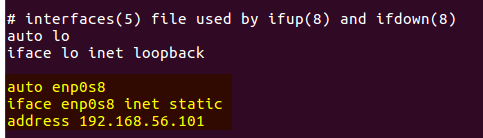 # interfaces(5) file used by ifup(8) and ifdown(8)
auto lo
iface lo inet loopback
auto enp0s8
iface enp0s8 inet static
address 192.168.56.101